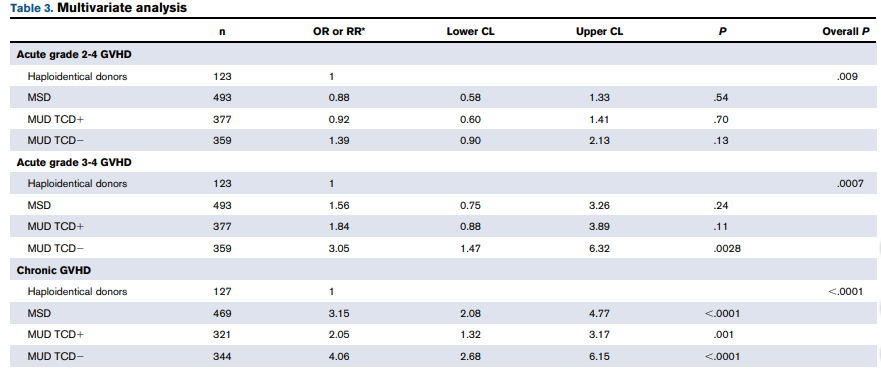 Table 3. Multivariate analysis
n OR or RR* Lower CL Upper CL P Overall P
Acute grade 2-4 GVHD
Haploidentical donors 123 1 .009
MSD 493 0.88 0.58 1.33 .54
MUD TCD+ 377 0.92 0.60 1.41 .70
MUD TCD− 359 1.39 0.90 2.13 .13
Acute grade 3-4 GVHD
Haploidentical donors 123 1 .0007
MSD 493 1.56 0.75 3.26 .24
MUD TCD+ 377 1.84 0.88 3.89 .11
MUD TCD− 359 3.05 1.47 6.32 .0028
Chronic GVHD
Haploidentical donors 127 1 <.0001
MSD 469 3.15 2.08 4.77 <.0001
MUD TCD+ 321 2.05 1.32 3.17 .001
MUD TCD− 344 4.06 2.68 6.15 <.0001